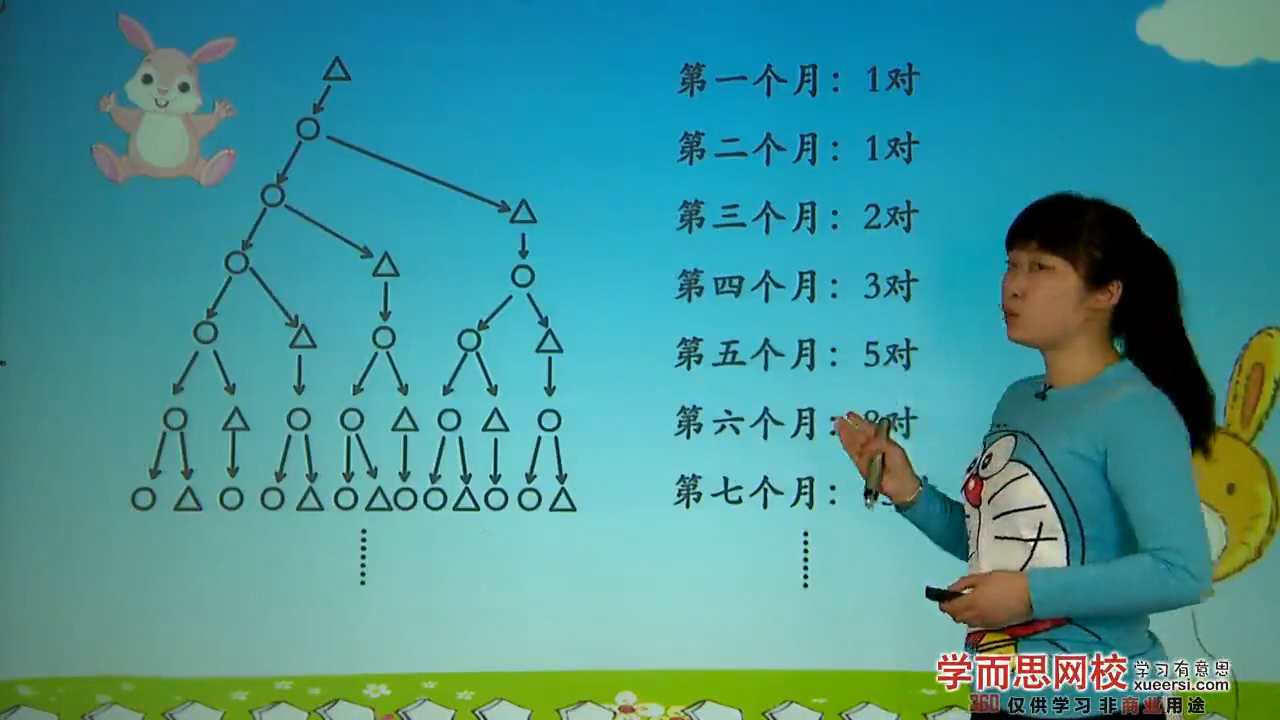 第一个月：1对
第二个月：1对
第三个月：2对
第四个月：3对
第五个月：5对
第六个月：8对
第七个月：
学而思网校 学习有意思
xueersi.com
360 仅供学习 非商业用途